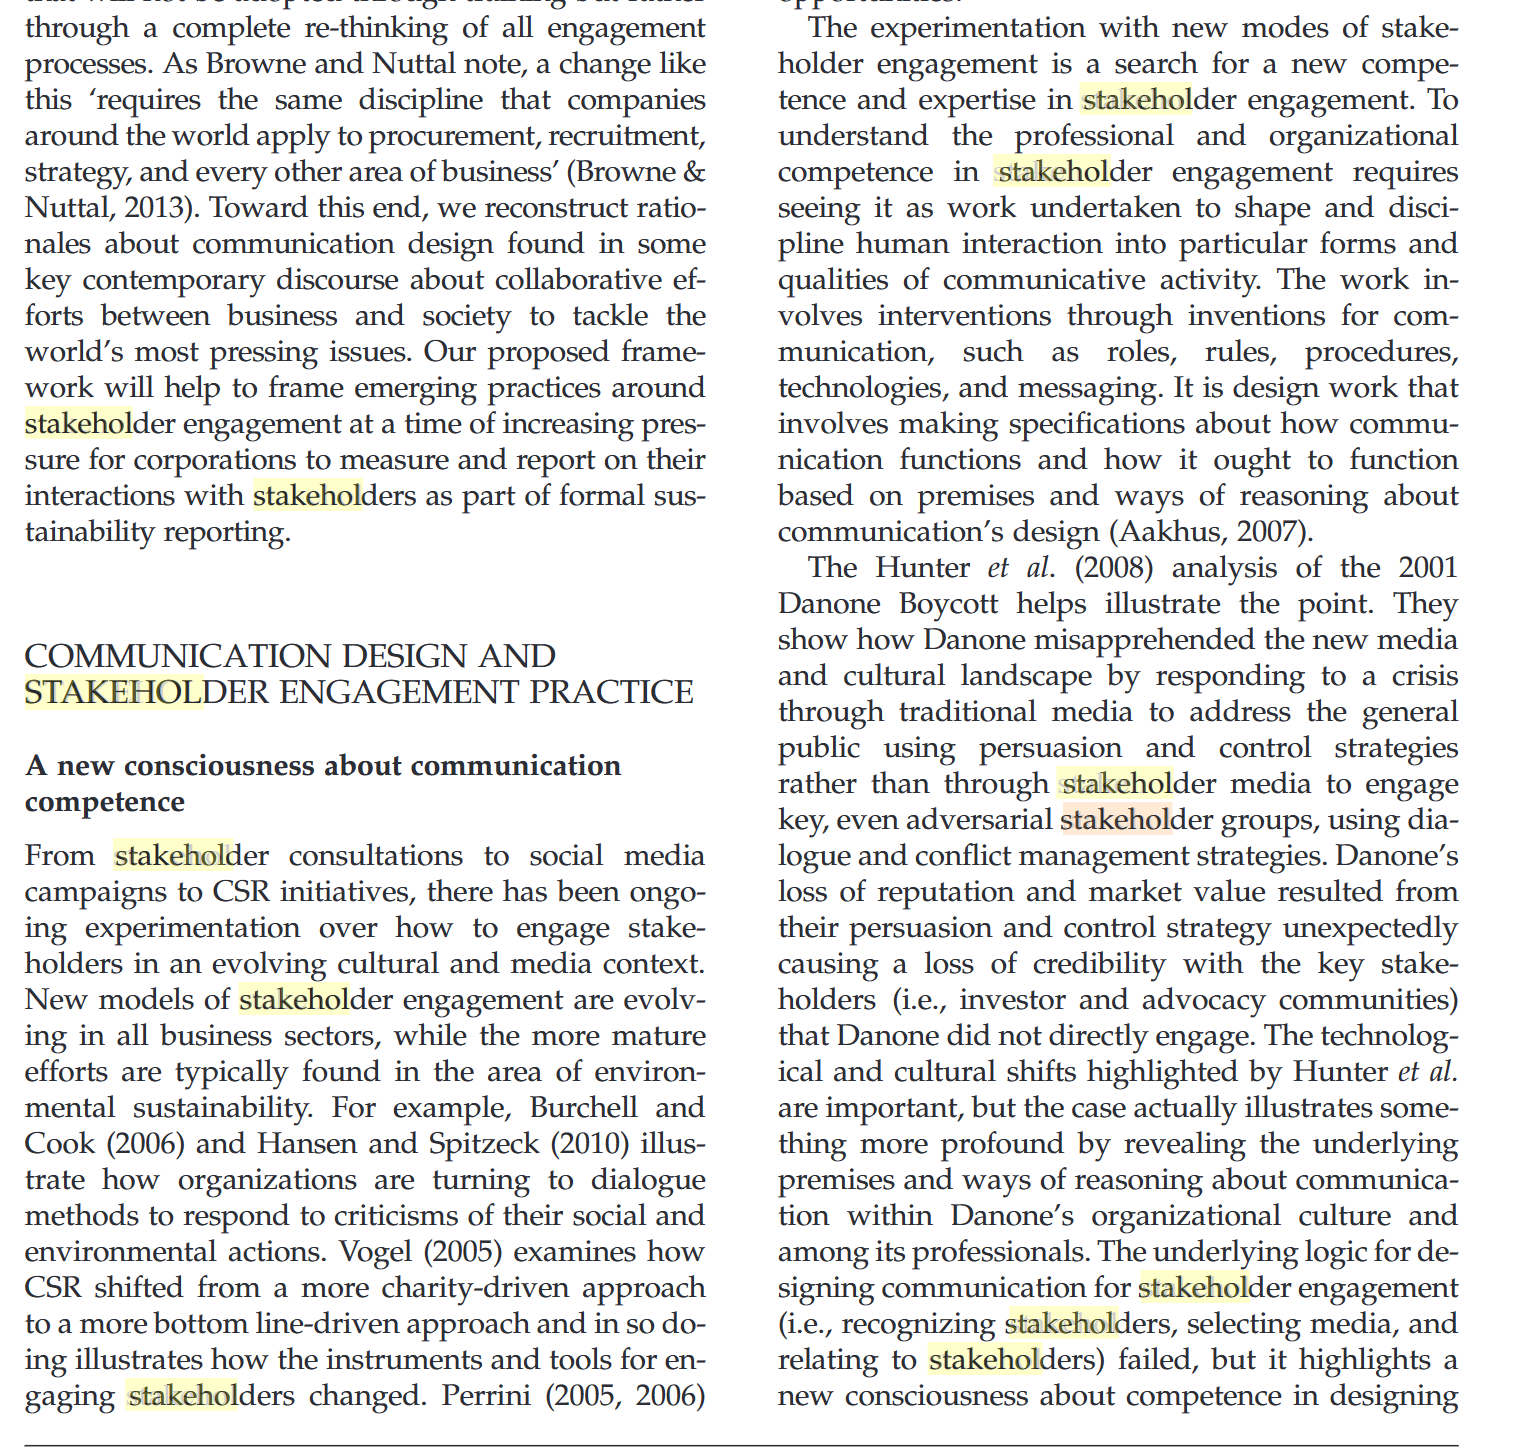 that will not be adopted through training but rather
through a complete re-thinking of all engagement
processes. As Browne and Nuttal note, a change like
this ‘requires the same discipline that companies
around the world apply to procurement, recruitment,
strategy, and every other area of business’ (Browne &
Nuttal, 2013). Toward this end, we reconstruct ratio-
nales about communication design found in some
key contemporary discourse about collaborative ef-
forts between business and society to tackle the
world’s most pressing issues. Our proposed frame-
work will help to frame emerging practices around
stakeholder engagement at a time of increasing pres-
sure for corporations to measure and report on their
interactions with stakeholders as part of formal sus-
tainability reporting.
COMMUNICATION DESIGN AND
STAKEHOLDER ENGAGEMENT PRACTICE
A new consciousness about communication
competence
From stakeholder consultations to social media
campaigns to CSR initiatives, there has been ongo-
ing experimentation over how to engage stake-
holders in an evolving cultural and media context.
New models of stakeholder engagement are evolv-
ing in all business sectors, while the more mature
efforts are typically found in the area of environ-
mental sustainability. For example, Burchell and
Cook (2006) and Hansen and Spitzeck (2010) illus-
trate how organizations are turning to dialogue
methods to respond to criticisms of their social and
environmental actions. Vogel (2005) examines how
CSR shifted from a more charity-driven approach
to a more bottom line-driven approach and in so do-
ing illustrates how the instruments and tools for en-
gaging stakeholders changed. Perrini (2005, 2006)
opportunities.
The experimentation with new modes of stake-
holder engagement is a search for a new compe-
tence and expertise in stakeholder engagement. To
understand the professional and organizational
competence in stakeholder engagement requires
seeing it as work undertaken to shape and disci-
pline human interaction into particular forms and
qualities of communicative activity. The work in-
volves interventions through inventions for com-
munication, such as roles, rules, procedures,
technologies, and messaging. It is design work that
involves making specifications about how commu-
nication functions and how it ought to function
based on premises and ways of reasoning about
communication’s design (Aakhus, 2007).
The Hunter et al. (2008) analysis of the 2001
Danone Boycott helps illustrate the point. They
show how Danone misapprehended the new media
and cultural landscape by responding to a crisis
through traditional media to address the general
public using persuasion and control strategies
rather than through stakeholder media to engage
key, even adversarial stakeholder groups, using dia-
logue and conflict management strategies. Danone’s
loss of reputation and market value resulted from
their persuasion and control strategy unexpectedly
causing a loss of credibility with the key stake-
holders (i.e., investor and advocacy communities)
that Danone did not directly engage. The technolog-
ical and cultural shifts highlighted by Hunter et al.
are important, but the case actually illustrates some-
thing more profound by revealing the underlying
premises and ways of reasoning about communica-
tion within Danone’s organizational culture and
among its professionals. The underlying logic for de-
signing communication for stakeholder engagement
(i.e., recognizing stakeholders, selecting media, and
relating to stakeholders) failed, but it highlights a
new consciousness about competence in designing